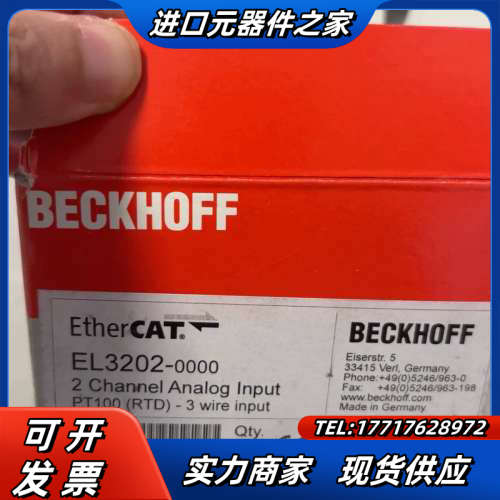 进口元器件之家
BECKHOFF
EtherCAT®
EL3202-0000
2 Channel Analog Input
PT100 (RTD) - 3 wire input
Qty.
BECKHOFF
Eiserstr. 5
33415 Verl, Germany
Phone:+49(0)5246/963-0
Fax: +49(0)5246/963-198
www.beckhoff.com
Made in Germany
TEL:17717628972
可开
发票
实力商家 现货供应